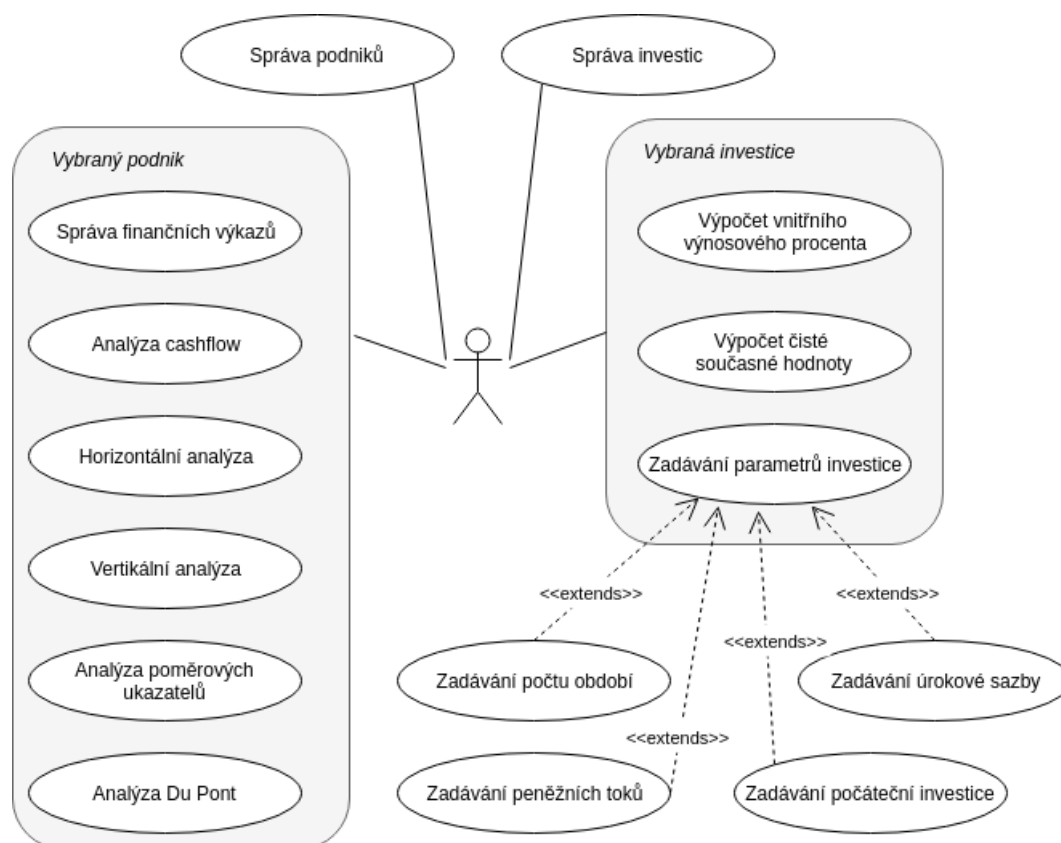 Správa podniků
Správa investic
Vybraný podnik
Správa finančních výkazů
Analýza cashflow
Horizontální analýza
Vertikální analýza
Analýza poměrových
ukazatelů
Analýza Du Pont
Vybraná investice
Výpočet vnitřního
výnosového procenta
Výpočet čisté
současné hodnoty
Zadávání parametrů investice
<<extends>>
<<extends>>
<<extends>>
<<extends>>
Zadávání počtu období
Zadávání úrokové sazby
Zadávání peněžních toků
Zadávání počáteční investice